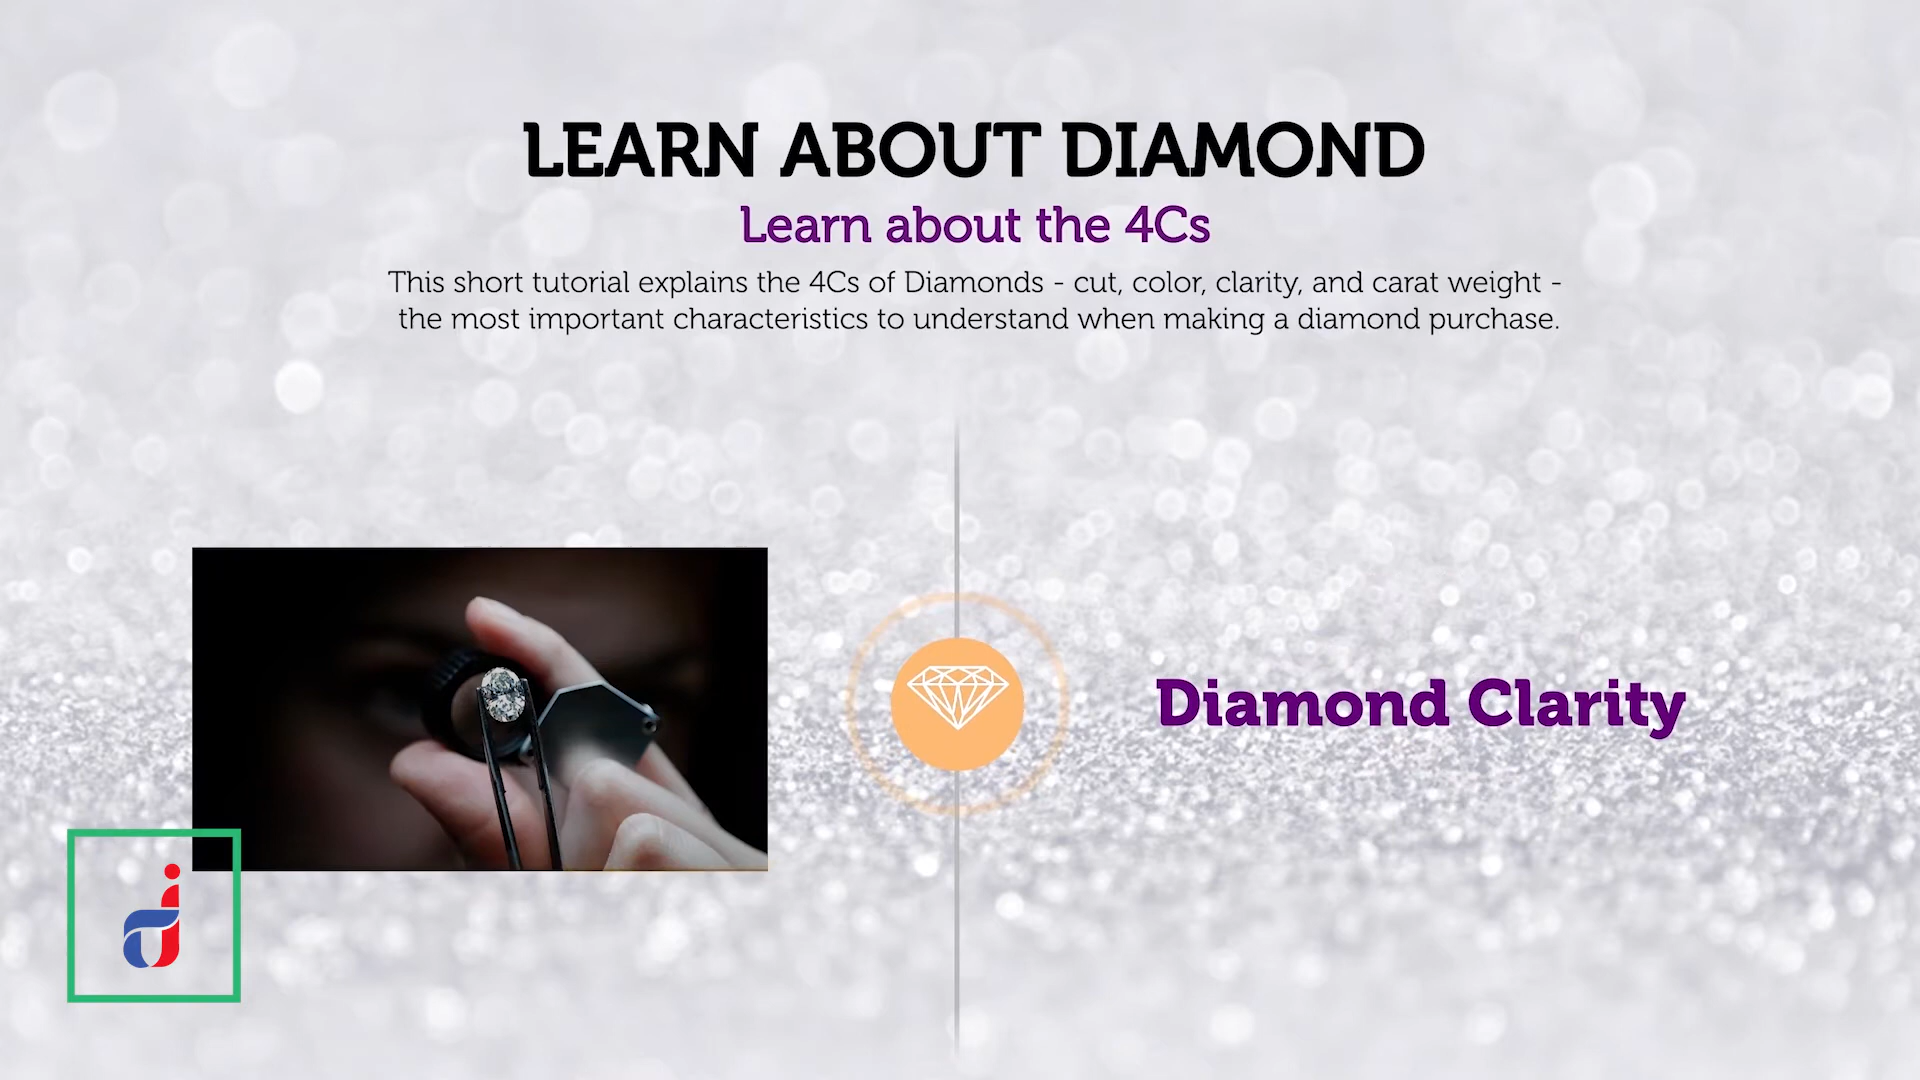 LEARN ABOUT DIAMOND
Learn about the 4Cs
This short tutorial explains the 4Cs of Diamonds - cut, color, clarity, and carat weight -
the most important characteristics to understand when making a diamond purchase.
Diamond Clarity